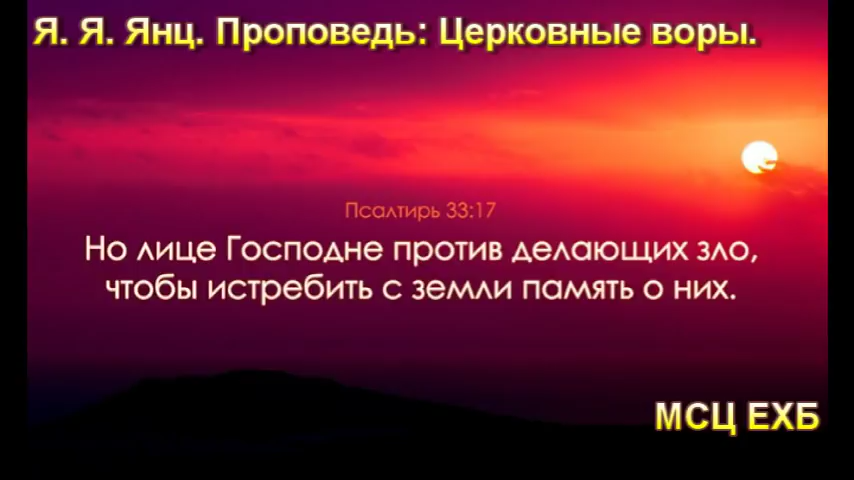 Я. Я. Янц. Проповедь: Церковные воры.
Псалтирь 33:17
Но лице Господне против делающих зло,
чтобы истребить с земли память о них.
МСЦ ЕХБ